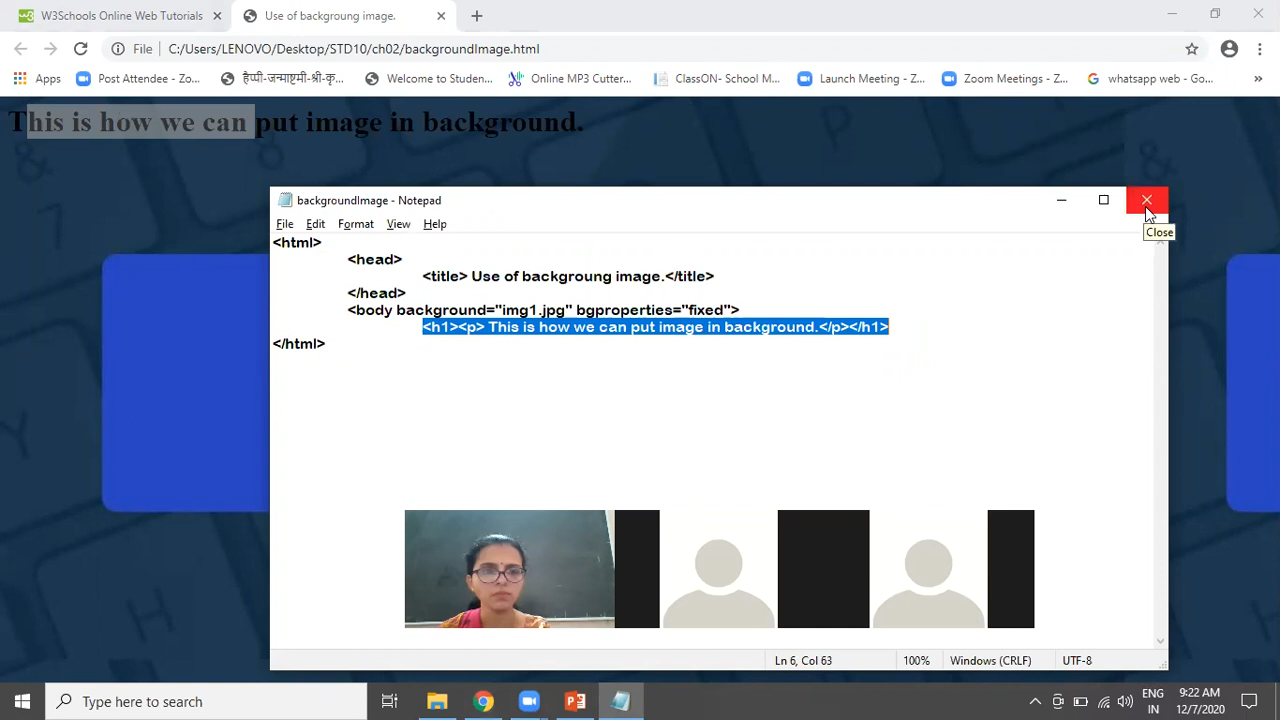 W3Schools Online Web Tutorials
Use of backgroung image.
File
C:/Users/LENOVO/Desktop/STD10/ch02/backgroundImage.html
Apps
Post Attendee - Zo...
हैप्पी-जन्माष्टमी-श्री-कृ...
Welcome to Studen...
Online MP3 Cutter...
ClassON- School M...
Launch Meeting - Z...
Zoom Meetings - Z...
whatsapp web - Go...
This is how we can put image in background.
backgroundImage - Notepad
File Edit Format View Help
Close
<html>
<head>
<title> Use of backgroung image.</title>
</head>
<body background="img1.jpg" bgproperties="fixed">
<h1><p> This is how we can put image in background.</p></h1>
</html>
Ln 6, Col 63
100%
Windows (CRLF)
UTF-8
Type here to search
ENG
IN
9:22 AM
12/7/2020